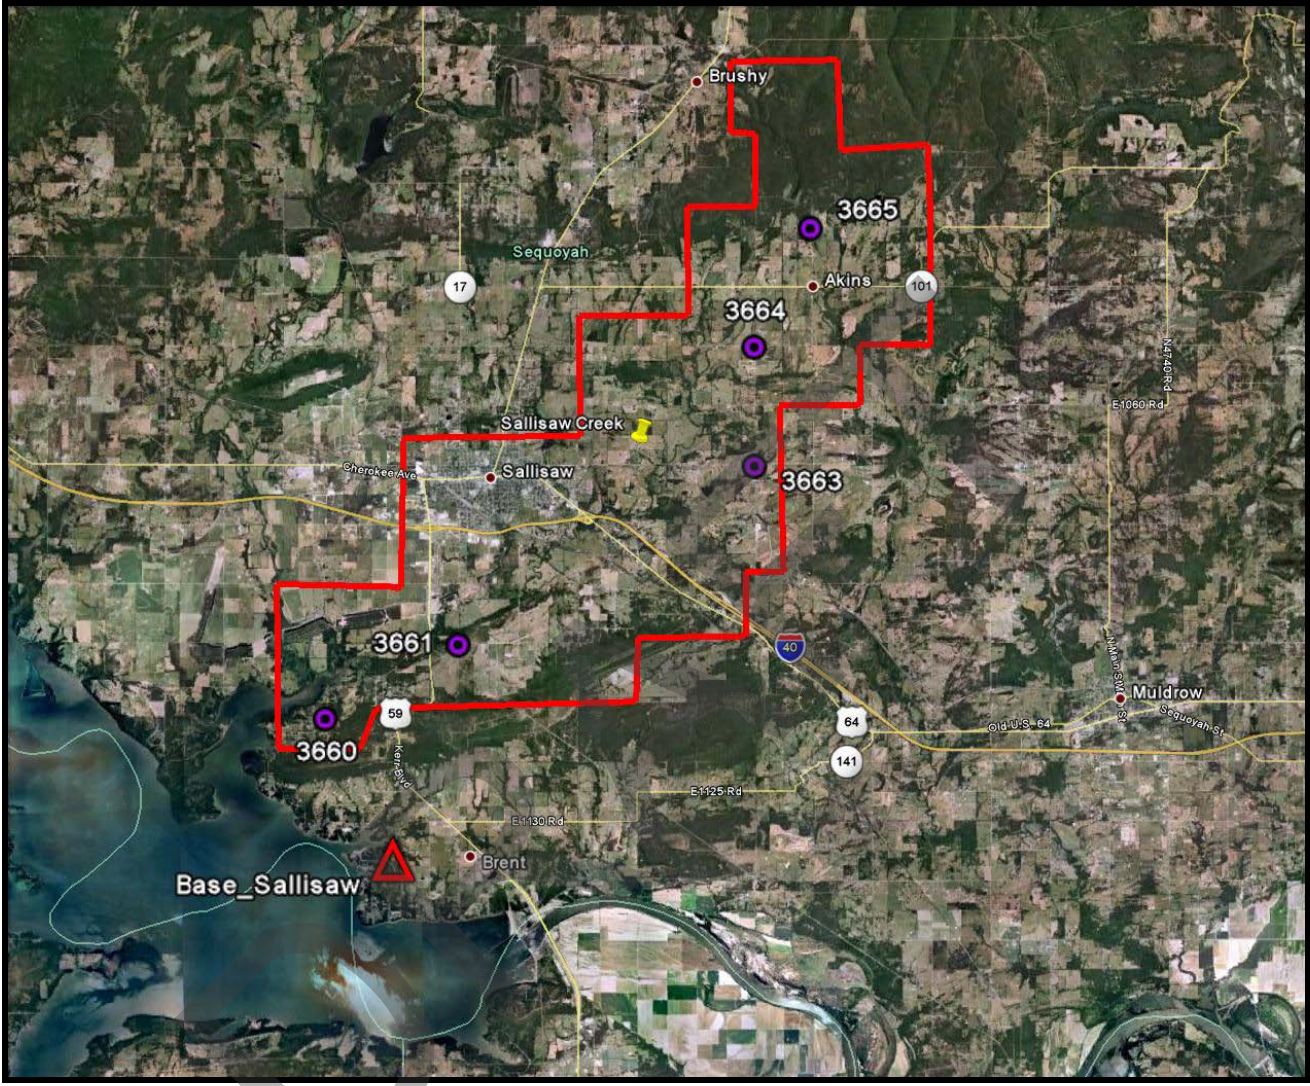 Brushy
3665
Sequoyah
17
Akins
101
3664
N4740 Rd
E1060 Rd
Sallisaw Creek
Cherokee Ave
Sallisaw
3663
3661
40
N Main St
Muldrow
59
64
Old U.S. 64
Sequoyah St
3660
Kerr Blvd
141
E1125 Rd
E1130 Rd
Brent
Base_Sallisaw